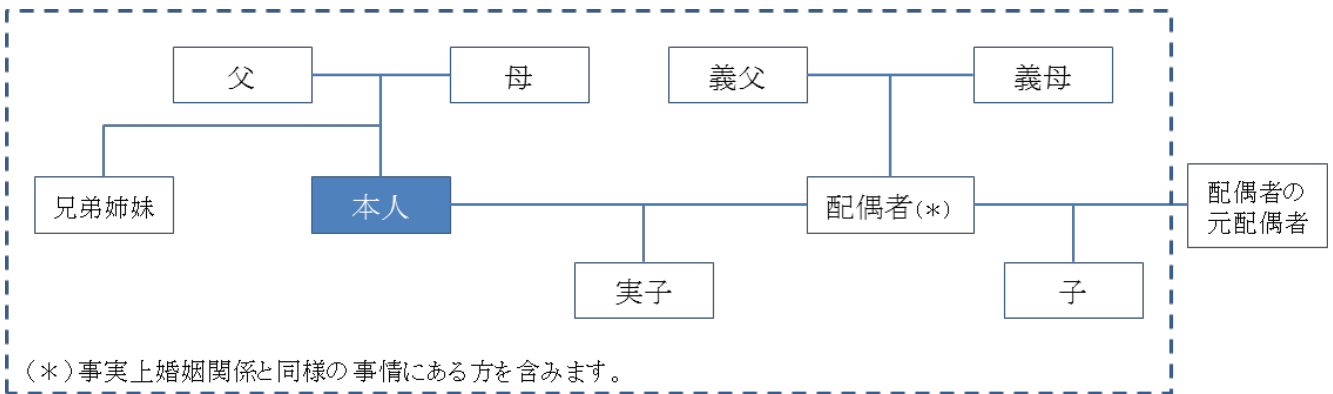 父
母
義父
義母
兄弟姉妹
本人
配偶者(*)
配偶者の
元配偶者
実子
子
(*)事実上婚姻関係と同様の事情にある方を含みます。